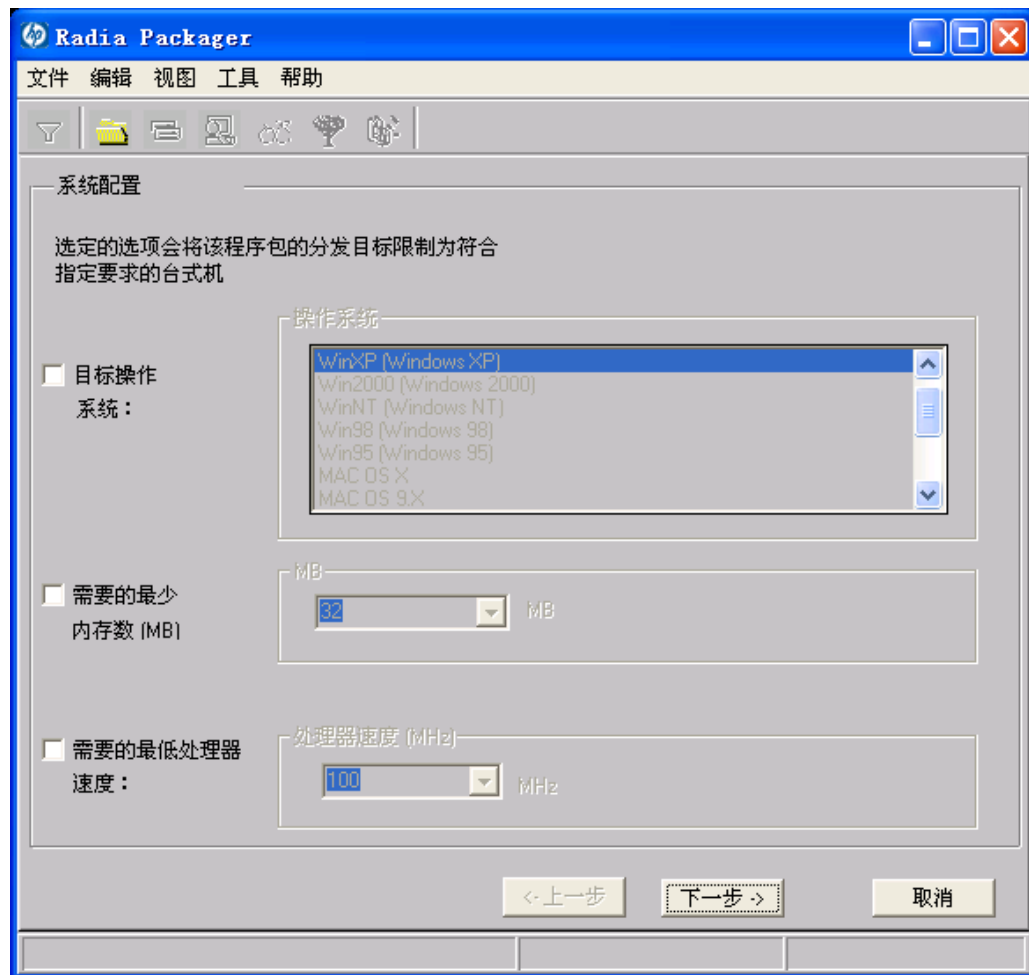 Radia Packager
文件 编辑 视图 工具 帮助
系统配置
选定的选项会将该程序包的分发目标限制为符合
指定要求的台式机
操作系统
目标操作
系统：
WinXP (Windows XP)
Win2000 (Windows 2000)
WinNT (Windows NT)
Win98 (Windows 98)
Win95 (Windows 95)
MAC OS X
MAC OS 9.X
MB
需要的最少
内存数 (MB)
32 MB
处理器速度 (MHz)
需要的最低处理器
速度：
100 MHz
<-上一步 下一步 -> 取消